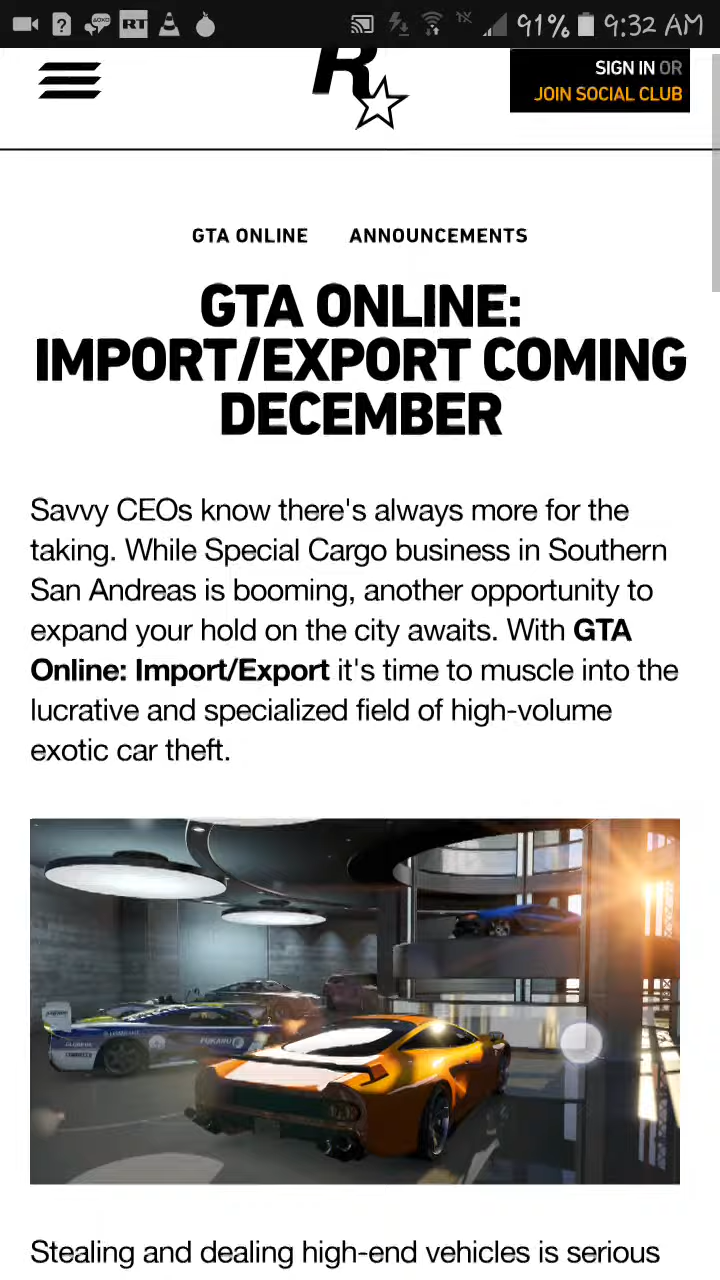 ? AOXO RT 91% 9:32 AM
R
SIGN IN OR
JOIN SOCIAL CLUB
GTA ONLINE ANNOUNCEMENTS
GTA ONLINE:
IMPORT/EXPORT COMING
DECEMBER
Savvy CEOs know there's always more for the
taking. While Special Cargo business in Southern
San Andreas is booming, another opportunity to
expand your hold on the city awaits. With GTA
Online: Import/Export it's time to muscle into the
lucrative and specialized field of high-volume
exotic car theft.
FUKARU
Stealing and dealing high-end vehicles is serious